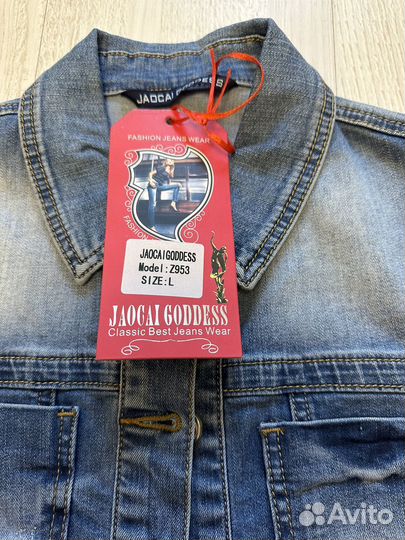 JAOCAI GODDESS
FASHION JEANS WEAR
FASHION
JAOCAIGODDESS
Model:Z953
SIZE:L
JAOCAI GODDESS
Classic Best Jeans Wear
Avito